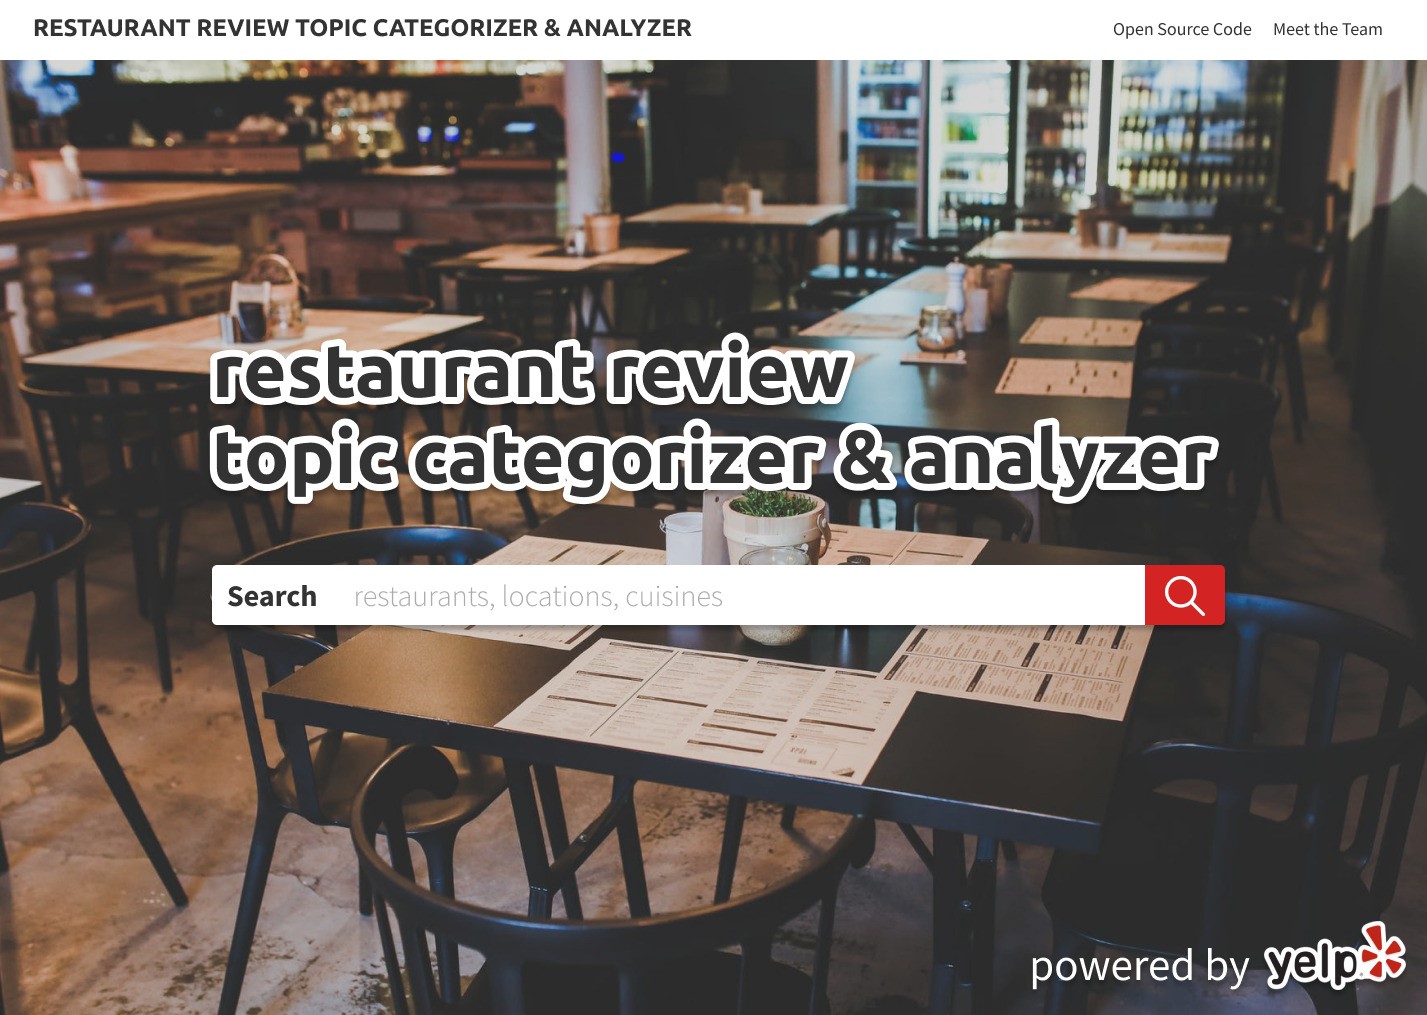 RESTAURANT REVIEW TOPIC CATEGORIZER & ANALYZER
Open Source Code Meet the Team
restaurant review
topic categorizer & analyzer
Search restaurants, locations, cuisines
powered by yelp